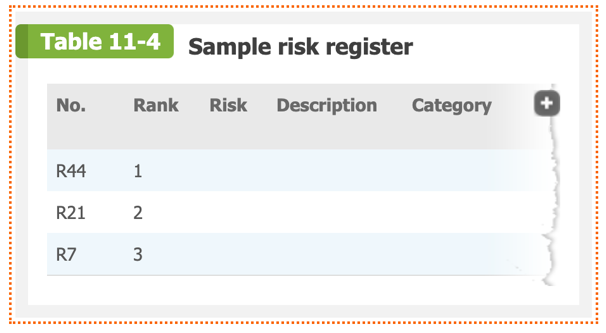 Table 11-4 Sample risk register
No. Rank Risk Description Category
R44 1
R21 2
R7 3